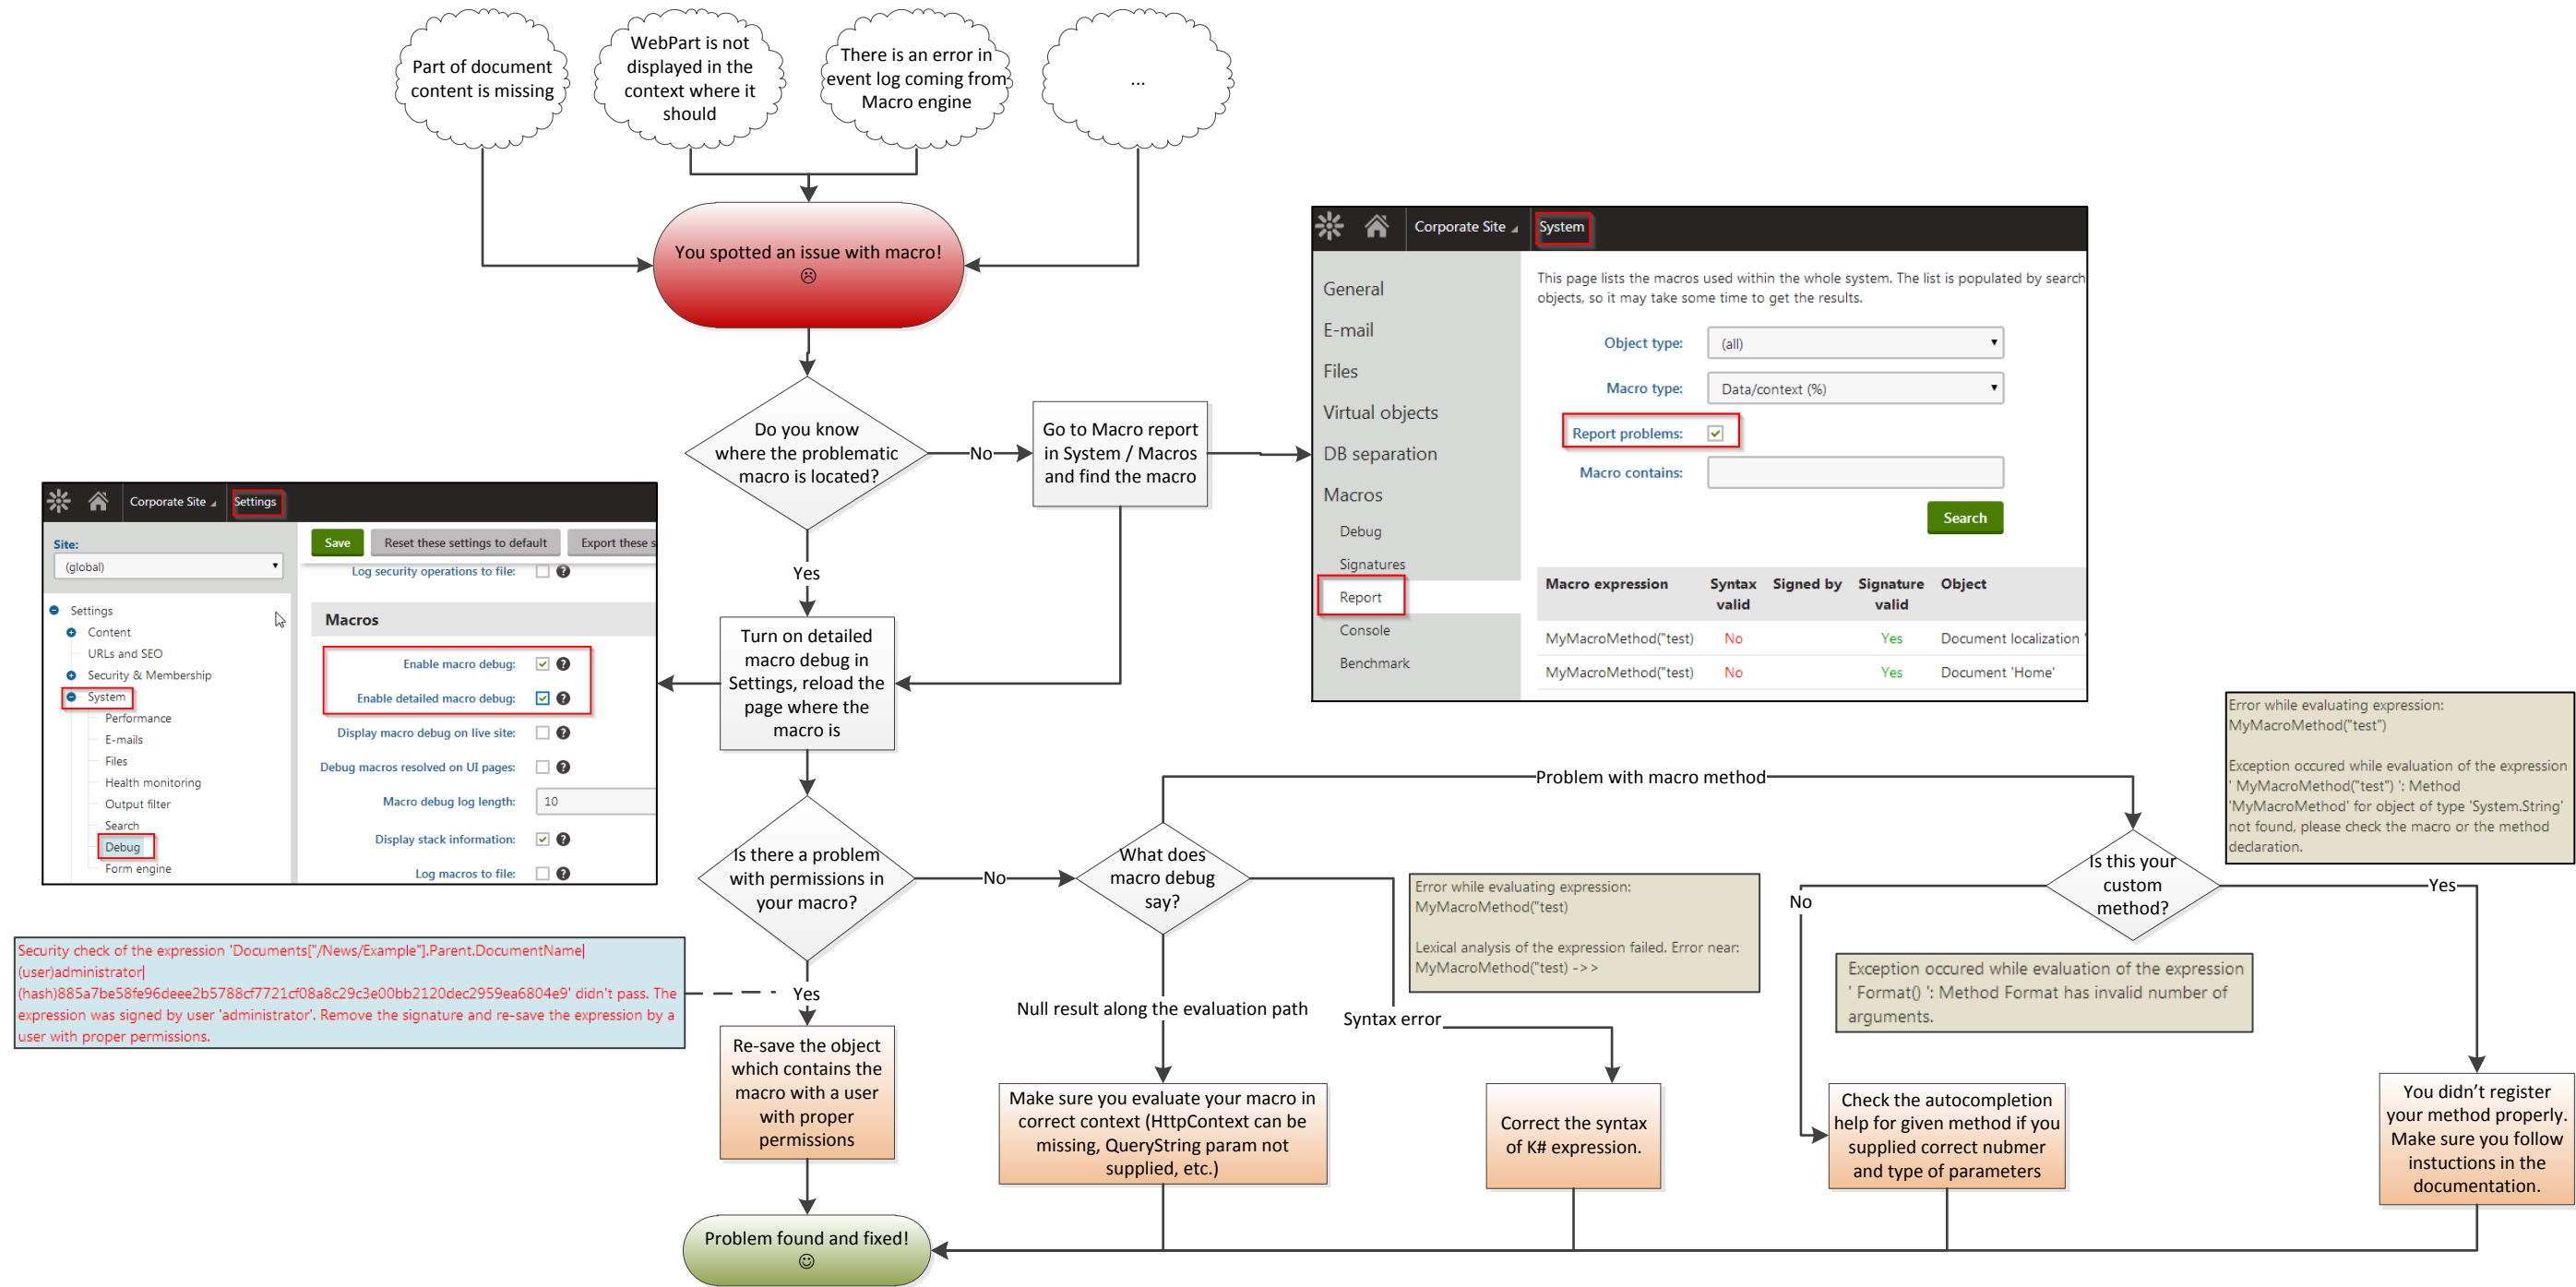 Part of document
content is missing
WebPart is not
displayed in the
context where it
should
There is an error in
event log coming from
Macro engine
...
You spotted an issue with macro!
☹
Do you know
where the problematic
macro is located?
No
Go to Macro report
in System / Macros
and find the macro
Yes
Corporate Site
System
General
E-mail
Files
Virtual objects
DB separation
Macros
Debug
Signatures
Report
Console
Benchmark
This page lists the macros used within the whole system. The list is populated by search
objects, so it may take some time to get the results.
Object type:
(all)
Macro type:
Data/context (%)
Report problems:
Macro contains:
Search
Macro expression Syntax valid Signed by Signature valid Object
MyMacroMethod("test) No Yes Document localization '
MyMacroMethod("test) No Yes Document 'Home'
Corporate Site
Settings
Site:
(global)
Settings
Content
URLs and SEO
Security & Membership
System
Performance
E-mails
Files
Health monitoring
Output filter
Search
Debug
Form engine
Save
Reset these settings to default
Export these s
Log security operations to file:
Macros
Enable macro debug:
Enable detailed macro debug:
Display macro debug on live site:
Debug macros resolved on UI pages:
Macro debug log length:
10
Display stack information:
Log macros to file:
Turn on detailed
macro debug in
Settings, reload the
page where the
macro is
Is there a problem
with permissions in
your macro?
No
Yes
Security check of the expression 'Documents["/News/Example"].Parent.DocumentName|
(user)administrator|
(hash)885a7be58fe96deee2b5788cf7721cf08a8c29c3e00bb2120dec2959ea6804e9' didn't pass. The
expression was signed by user 'administrator'. Remove the signature and re-save the expression by a
user with proper permissions.
Re-save the object
which contains the
macro with a user
with proper
permissions
What does
macro debug
say?
Problem with macro method
Null result along the evaluation path
Syntax error
Error while evaluating expression:
MyMacroMethod("test)
Lexical analysis of the expression failed. Error near:
MyMacroMethod("test) ->>
Make sure you evaluate your macro in
correct context (HttpContext can be
missing, QueryString param not
supplied, etc.)
Correct the syntax
of K# expression.
Error while evaluating expression:
MyMacroMethod("test")
Exception occured while evaluation of the expression
' MyMacroMethod("test") ': Method
'MyMacroMethod' for object of type 'System.String'
not found, please check the macro or the method
declaration.
Is this your
custom
method?
No
Yes
Exception occured while evaluation of the expression
' Format() ': Method Format has invalid number of
arguments.
Check the autocompletion
help for given method if you
supplied correct nubmer
and type of parameters
You didn't register
your method properly.
Make sure you follow
instuctions in the
documentation.
Problem found and fixed!
☺